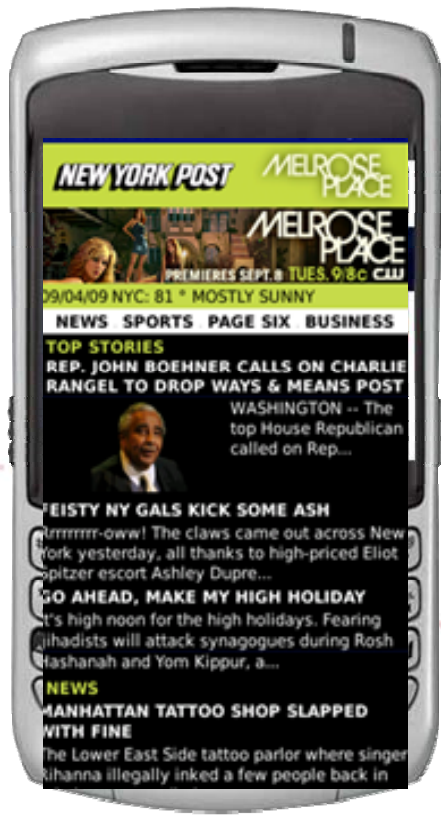 NEW YORK POST
MELROSE
PLACE
MELROSE
PLACE
PREMIERES SEPT. 8 TUES. 9/8c CW
09/04/09 NYC: 81 ° MOSTLY SUNNY
NEWS SPORTS PAGE SIX BUSINESS
TOP STORIES
REP. JOHN BOEHNER CALLS ON CHARLIE
RANGEL TO DROP WAYS & MEANS POST
WASHINGTON -- The
top House Republican
called on Rep...
FEISTY NY GALS KICK SOME ASH
Rrrrrrrr-oww! The claws came out across New
York yesterday, all thanks to high-priced Eliot
Spitzer escort Ashley Dupre...
GO AHEAD, MAKE MY HIGH HOLIDAY
It's high noon for the high holidays. Fearing
jihadists will attack synagogues during Rosh
Hashanah and Yom Kippur, a...
NEWS
MANHATTAN TATTOO SHOP SLAPPED
WITH FINE
The Lower East Side tattoo parlor where singer
Rihanna illegally inked a few people back in